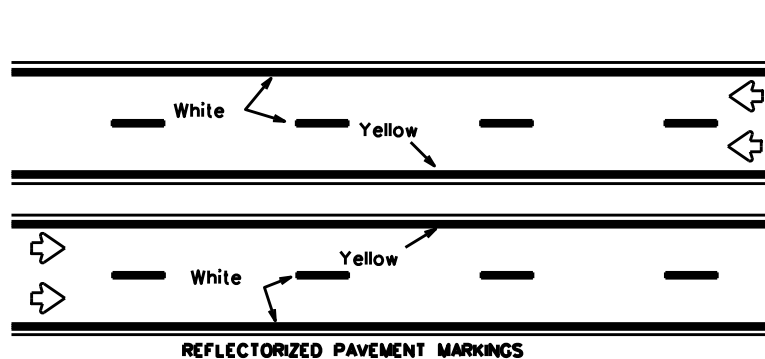 White
Yellow
Yellow
White
REFLECTORIZED PAVEMENT MARKINGS